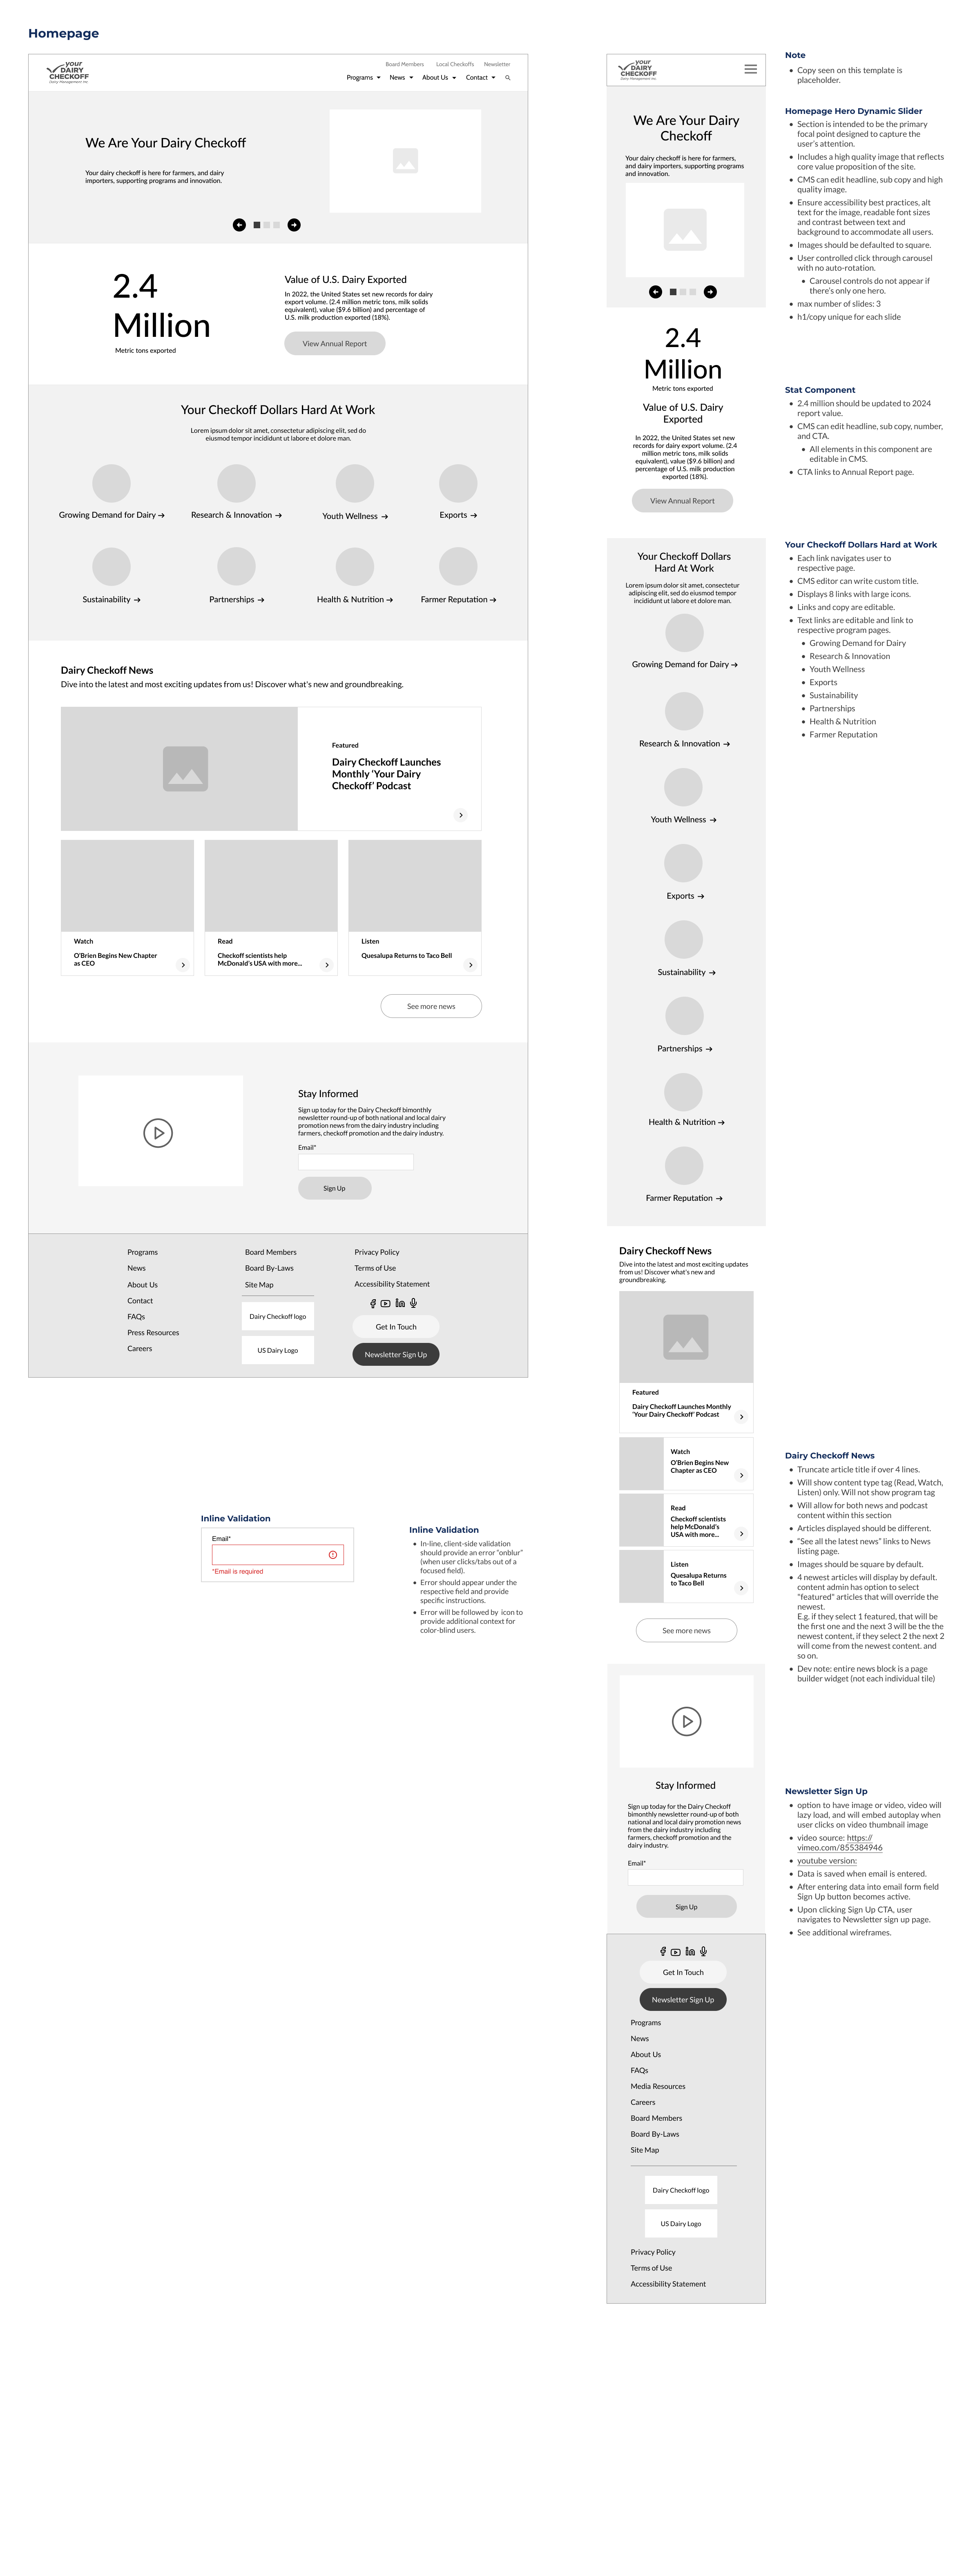 Homepage
your
DAIRY
CHECKOFF
Dairy Management Inc.
Board Members Local Checkoffs Newsletter
Programs News About Us Contact
We Are Your Dairy Checkoff
Your dairy checkoff is here for farmers, and dairy
importers, supporting programs and innovation.
2.4
Million
Metric tons exported
Value of U.S. Dairy Exported
In 2022, the United States set new records for dairy
export volume. (2.4 million metric tons, milk solids
equivalent), value ($9.6 billion) and percentage of
U.S. milk production exported (18%).
View Annual Report
Your Checkoff Dollars Hard At Work
Lorem ipsum dolor sit amet, consectetur adipiscing elit, sed do
eiusmod tempor incididunt ut labore et dolore man.
Growing Demand for Dairy →
Research & Innovation →
Youth Wellness →
Exports →
Sustainability →
Partnerships →
Health & Nutrition →
Farmer Reputation →
Dairy Checkoff News
Dive into the latest and most exciting updates from us! Discover what's new and groundbreaking.
Featured
Dairy Checkoff Launches
Monthly 'Your Dairy
Checkoff' Podcast
Watch
O'Brien Begins New Chapter
as CEO
Read
Checkoff scientists help
McDonald's USA with more...
Listen
Quesalupa Returns to Taco Bell
See more news
Stay Informed
Sign up today for the Dairy Checkoff bimonthly
newsletter round-up of both national and local dairy
promotion news from the dairy industry including
farmers, checkoff promotion and the dairy industry.
Email*
Sign Up
Programs
News
About Us
Contact
FAQs
Press Resources
Careers
Board Members
Board By-Laws
Site Map
Dairy Checkoff logo
US Dairy Logo
Privacy Policy
Terms of Use
Accessibility Statement
Get In Touch
Newsletter Sign Up
Inline Validation
Email*
*Email is required
Inline Validation
• In-line, client-side validation
should provide an error "onblur"
(when user clicks/tabs out of a
focused field).
• Error should appear under the
respective field and provide
specific instructions.
• Error will be followed by icon to
provide additional context for
color-blind users.
your
DAIRY
CHECKOFF
Dairy Management Inc.
We Are Your Dairy
Checkoff
Your dairy checkoff is here for farmers,
and dairy importers, supporting programs
and innovation.
2.4
Million
Metric tons exported
Value of U.S. Dairy
Exported
In 2022, the United States set new
records for dairy export volume. (2.4
million metric tons, milk solids
equivalent), value ($9.6 billion) and
percentage of U.S. milk production
exported (18%).
View Annual Report
Your Checkoff Dollars
Hard At Work
Lorem ipsum dolor sit amet, consectetur
adipiscing elit, sed do eiusmod tempor
incididunt ut labore et dolore man.
Growing Demand for Dairy →
Research & Innovation →
Youth Wellness →
Exports →
Sustainability →
Partnerships →
Health & Nutrition →
Farmer Reputation →
Dairy Checkoff News
Dive into the latest and most exciting updates
from us! Discover what's new and
groundbreaking.
Featured
Dairy Checkoff Launches Monthly
'Your Dairy Checkoff' Podcast
Watch
O'Brien Begins New
Chapter as CEO
Read
Checkoff scientists
help McDonald's
USA with more...
Listen
Quesalupa Returns
to Taco Bell
See more news
Stay Informed
Sign up today for the Dairy Checkoff
bimonthly newsletter round-up of both
national and local dairy promotion news
from the dairy industry including
farmers, checkoff promotion and the
dairy industry.
Email*
Sign Up
Get In Touch
Newsletter Sign Up
Programs
News
About Us
FAQs
Media Resources
Careers
Board Members
Board By-Laws
Site Map
Dairy Checkoff logo
US Dairy Logo
Privacy Policy
Terms of Use
Accessibility Statement
Note
• Copy seen on this template is
placeholder.
Homepage Hero Dynamic Slider
• Section is intended to be the primary
focal point designed to capture the
user's attention.
• Includes a high quality image that reflects
core value proposition of the site.
• CMS can edit headline, sub copy and high
quality image.
• Ensure accessibility best practices, alt
text for the image, readable font sizes
and contrast between text and
background to accommodate all users.
• Images should be defaulted to square.
• User controlled click through carousel
with no auto-rotation.
• Carousel controls do not appear if
there's only one hero.
• max number of slides: 3
• h1/copy unique for each slide
Stat Component
• 2.4 million should be updated to 2024
report value.
• CMS can edit headline, sub copy, number,
and CTA.
• All elements in this component are
editable in CMS.
• CTA links to Annual Report page.
Your Checkoff Dollars Hard at Work
• Each link navigates user to
respective page.
• CMS editor can write custom title.
• Displays 8 links with large icons.
• Links and copy are editable.
• Text links are editable and link to
respective program pages.
• Growing Demand for Dairy
• Research & Innovation
• Youth Wellness
• Exports
• Sustainability
• Partnerships
• Health & Nutrition
• Farmer Reputation
Dairy Checkoff News
• Truncate article title if over 4 lines.
• Will show content type tag (Read, Watch,
Listen) only. Will not show program tag
• Will allow for both news and podcast
content within this section
• Articles displayed should be different.
• "See all the latest news" links to News
listing page.
• Images should be square by default.
• 4 newest articles will display by default.
content admin has option to select
"featured" articles that will override the
newest.
E.g. if they select 1 featured, that will be
the first one and the next 3 will be the the
newest content, if they select 2 the next 2
will come from the newest content. and
so on.
• Dev note: entire news block is a page
builder widget (not each individual tile)
Newsletter Sign Up
• option to have image or video, video will
lazy load, and will embed autoplay when
user clicks on video thumbnail image
• video source: https://
vimeo.com/855384946
• youtube version:
• Data is saved when email is entered.
• After entering data into email form field
Sign Up button becomes active.
• Upon clicking Sign Up CTA, user
navigates to Newsletter sign up page.
• See additional wireframes.